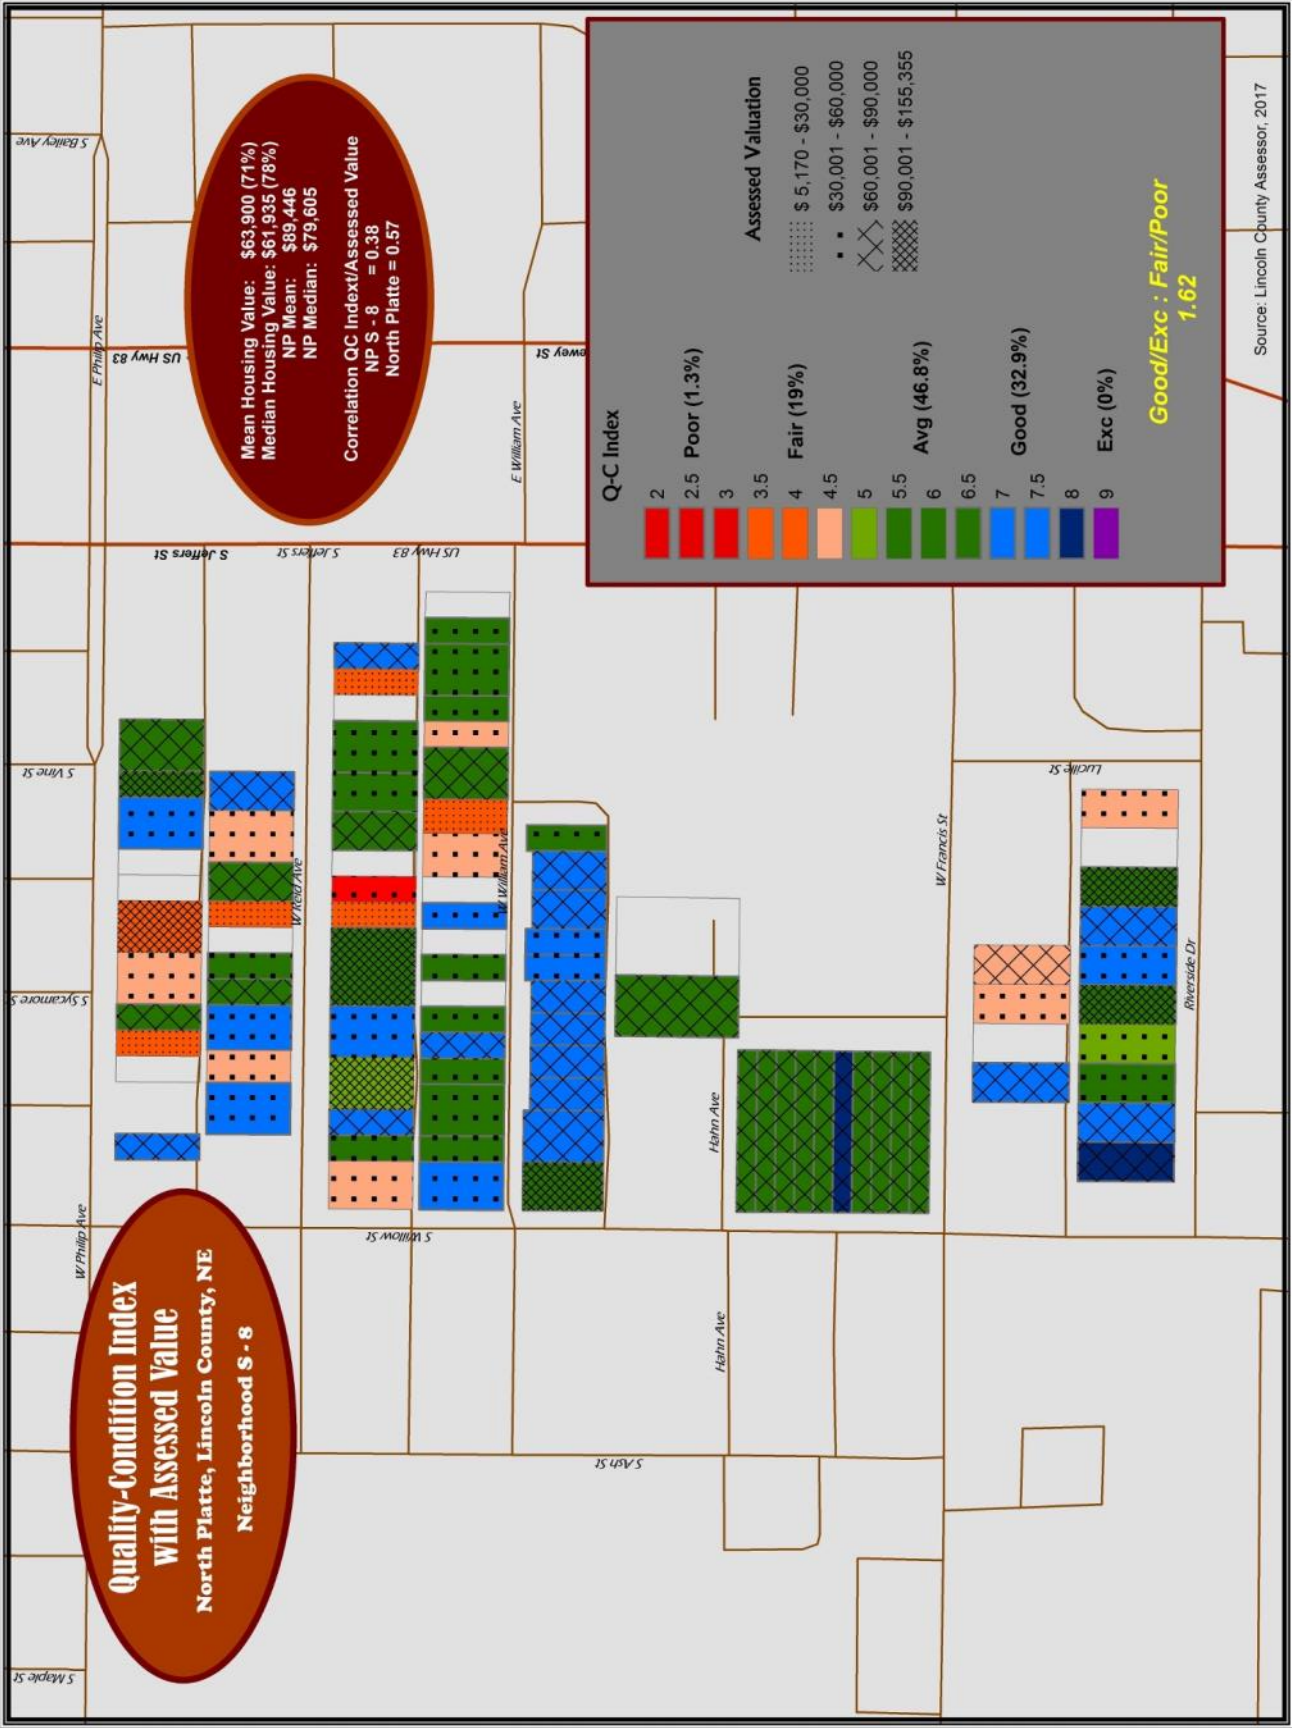 Quality-Condition Index
with Assessed Value
North Platte, Lincoln County, NE
Neighborhood S - 8
Mean Housing Value: $63,900 (71%)
Median Housing Value: $61,935 (78%)
NP Mean: $89,446
NP Median: $79,605
Correlation QC Indext/Assessed Value
NP S - 8 = 0.38
North Platte = 0.57
Q-C Index
2
2.5 Poor (1.3%)
3
3.5
4 Fair (19%)
4.5
5
5.5
6 Avg (46.8%)
6.5
7
7.5 Good (32.9%)
8
9 Exc (0%)
Assessed Valuation
$ 5,170 - $30,000
$30,001 - $60,000
$60,001 - $90,000
$90,001 - $155,355
Good/Exc : Fair/Poor
1.62
Source: Lincoln County Assessor, 2017
S Maple St
W Philip Ave
S Sycamore S
S Vine St
E Philip Ave
S Bailey Ave
US Hwy 83
S Jeffers St
S Jeffers St
US Hwy 83
W Reid Ave
S Willow St
W William Ave
E William Ave
ewey St
S Ash St
Hahn Ave
Hahn Ave
W Francis St
Lucille St
Riverside Dr